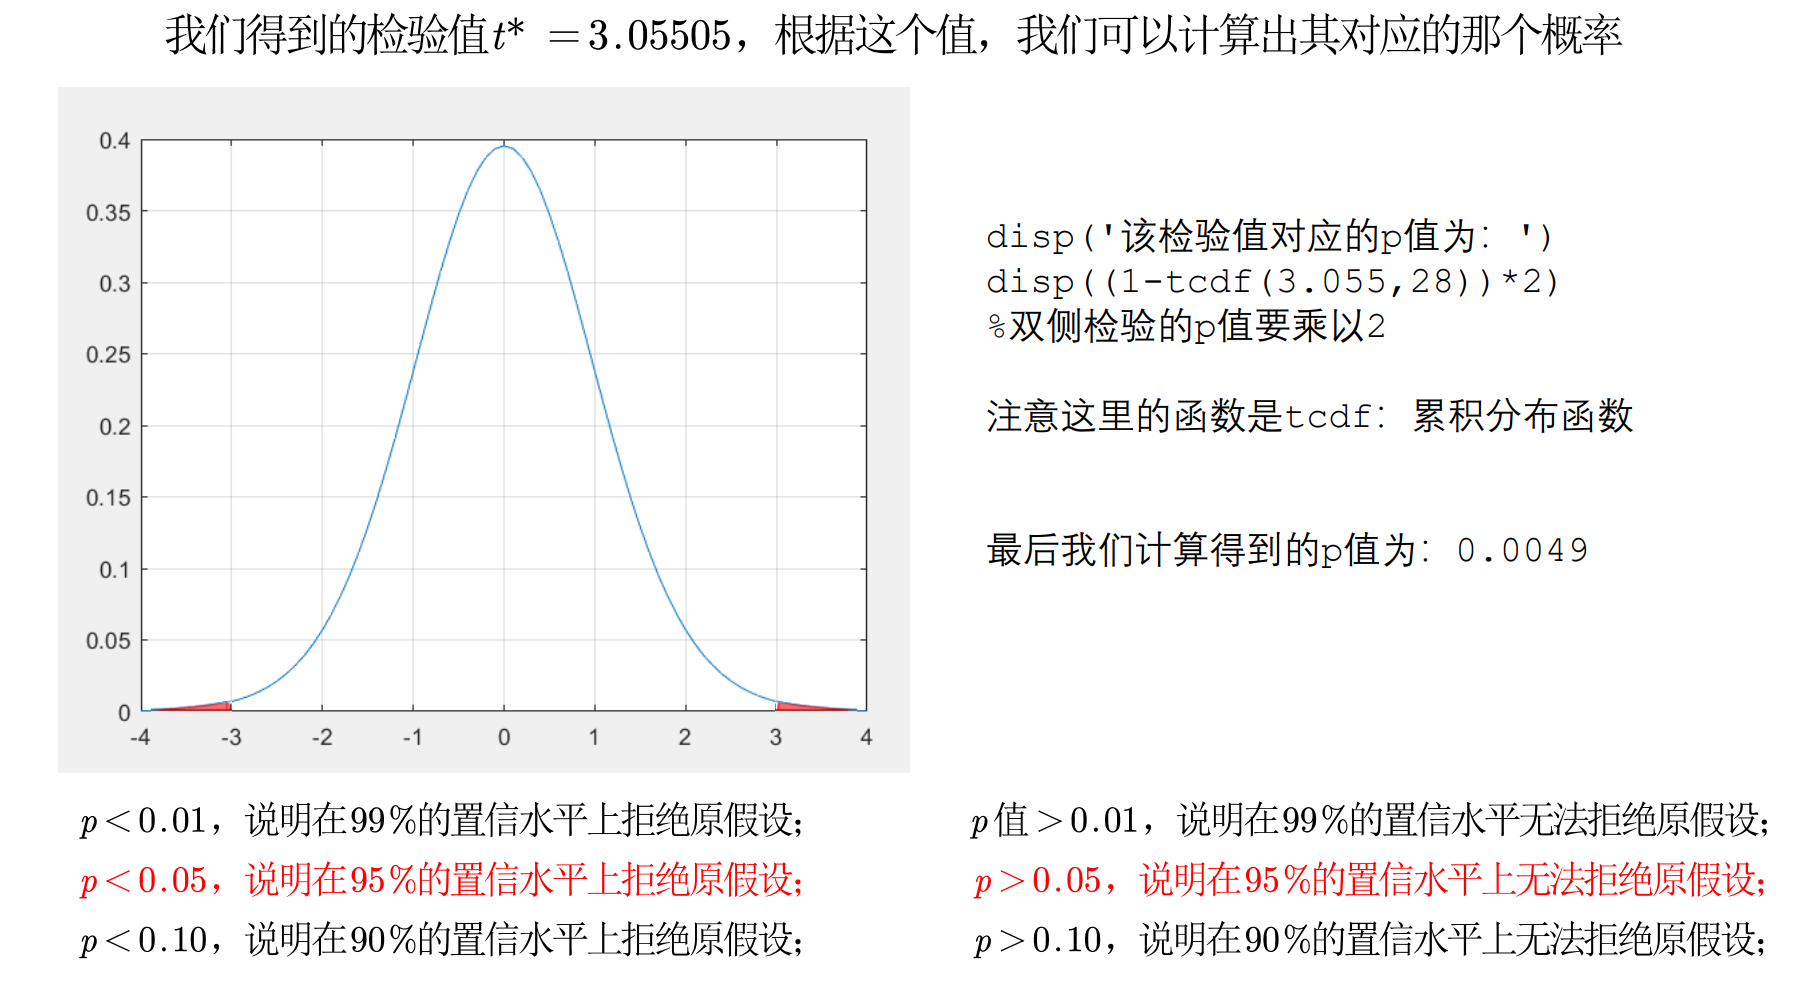 我们得到的检验值t* =3.05505，根据这个值，我们可以计算出其对应的那个概率
0.4
0.35
0.3
0.25
0.2
0.15
0.1
0.05
0
-4 -3 -2 -1 0 1 2 3 4
disp('该检验值对应的p值为：')
disp((1-tcdf(3.055,28))*2)
%双侧检验的p值要乘以2
注意这里的函数是tcdf：累积分布函数
最后我们计算得到的p值为：0.0049
p<0.01，说明在99%的置信水平上拒绝原假设；
p<0.05，说明在95%的置信水平上拒绝原假设；
p<0.10，说明在90%的置信水平上拒绝原假设；
p值>0.01，说明在99%的置信水平无法拒绝原假设；
p>0.05，说明在95%的置信水平上无法拒绝原假设；
p>0.10，说明在90%的置信水平上无法拒绝原假设；